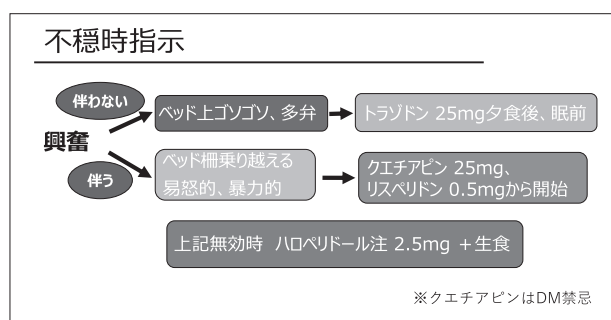 不穏時指示
伴わない
ベッド上ゴソゴソ、多弁
トラゾドン 25mg夕食後、眠前
興奮
伴う
ベッド柵乗り越える
易怒的、暴力的
クエチアピン 25mg、
リスペリドン 0.5mgから開始
上記無効時 ハロペリドール注 2.5mg +生食
※クエチアピンはDM禁忌